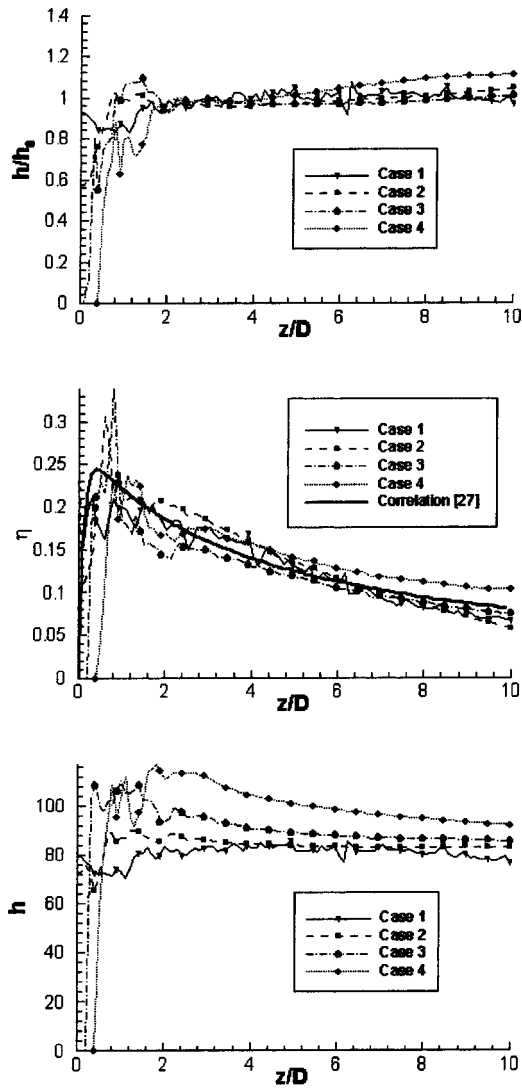 1.4
1.2
1
0.8
0.6
0.4
0.2
0
h/h₀
Case 1
Case 2
Case 3
Case 4
0 2 4 6 8 10
z/D
0.3
0.25
0.2
0.15
0.1
0.05
0
η
Case 1
Case 2
Case 3
Case 4
Correlation [27]
0 2 4 6 8 10
z/D
100
80
60
40
20
0
h
Case 1
Case 2
Case 3
Case 4
0 2 4 6 8 10
z/D